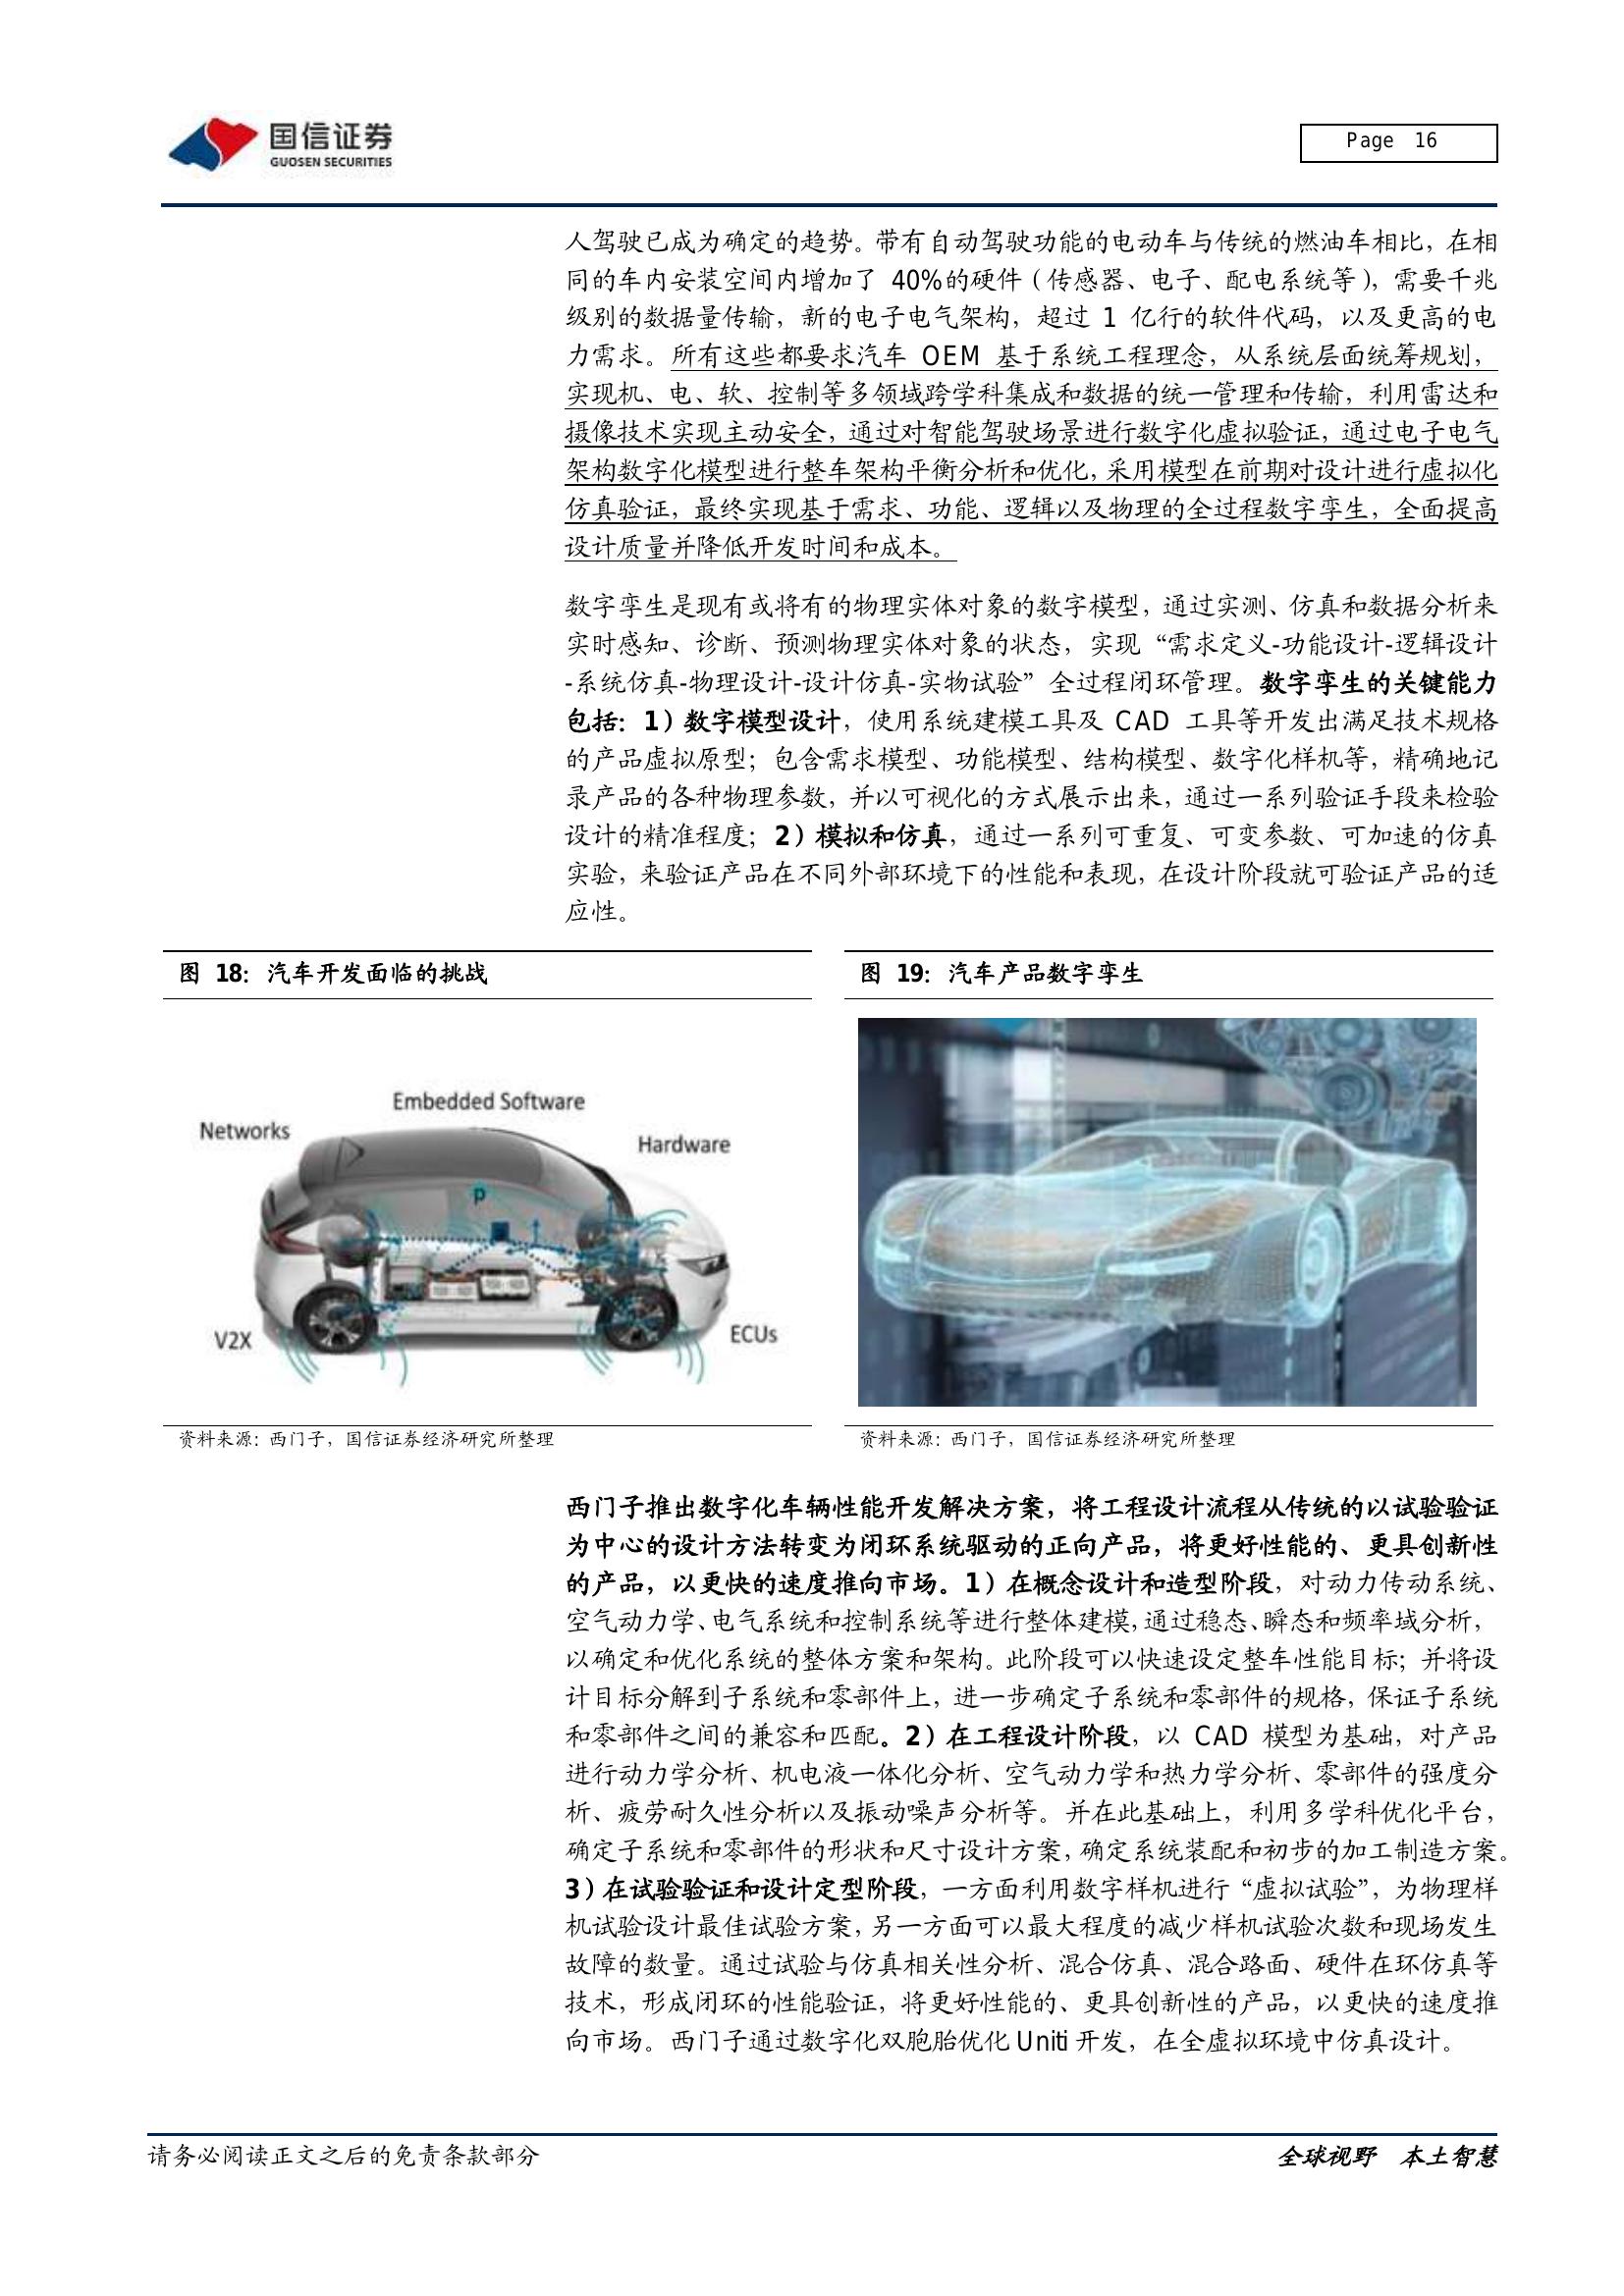 国信证券
GUOSEN SECURITIES
Page 16
人驾驶已成为确定的趋势。带有自动驾驶功能的电动车与传统的燃油车相比，在相
同的车内安装空间内增加了 40%的硬件（传感器、电子、配电系统等），需要千兆
级别的数据量传输，新的电子电气架构，超过 1 亿行的软件代码，以及更高的电
力需求。所有这些都要求汽车 OEM 基于系统工程理念，从系统层面统筹规划，
实现机、电、软、控制等多领域跨学科集成和数据的统一管理和传输，利用雷达和
摄像技术实现主动安全，通过对智能驾驶场景进行数字化虚拟验证，通过电子电气
架构数字化模型进行整车架构平衡分析和优化，采用模型在前期对设计进行虚拟化
仿真验证，最终实现基于需求、功能、逻辑以及物理的全过程数字孪生，全面提高
设计质量并降低开发时间和成本。
数字孪生是现有或将有的物理实体对象的数字模型，通过实测、仿真和数据分析来
实时感知、诊断、预测物理实体对象的状态，实现“需求定义-功能设计-逻辑设计
-系统仿真-物理设计-设计仿真-实物试验”全过程闭环管理。数字孪生的关键能力
包括：1）数字模型设计，使用系统建模工具及 CAD 工具等开发出满足技术规格
的产品虚拟原型；包含需求模型、功能模型、结构模型、数字化样机等，精确地记
录产品的各种物理参数，并以可视化的方式展示出来，通过一系列验证手段来检验
设计的精准程度；2）模拟和仿真，通过一系列可重复、可变参数、可加速的仿真
实验，来验证产品在不同外部环境下的性能和表现，在设计阶段就可验证产品的适
应性。
图 18：汽车开发面临的挑战
Embedded Software
Networks
Hardware
p
V2X
ECUs
资料来源：西门子，国信证券经济研究所整理
图 19：汽车产品数字孪生
资料来源：西门子，国信证券经济研究所整理
西门子推出数字化车辆性能开发解决方案，将工程设计流程从传统的以试验验证
为中心的设计方法转变为闭环系统驱动的正向产品，将更好性能的、更具创新性
的产品，以更快的速度推向市场。1）在概念设计和造型阶段，对动力传动系统、
空气动力学、电气系统和控制系统等进行整体建模，通过稳态、瞬态和频率域分析，
以确定和优化系统的整体方案和架构。此阶段可以快速设定整车性能目标；并将设
计目标分解到子系统和零部件上，进一步确定子系统和零部件的规格，保证子系统
和零部件之间的兼容和匹配。2）在工程设计阶段，以 CAD 模型为基础，对产品
进行动力学分析、机电液一体化分析、空气动力学和热力学分析、零部件的强度分
析、疲劳耐久性分析以及振动噪声分析等。并在此基础上，利用多学科优化平台，
确定子系统和零部件的形状和尺寸设计方案，确定系统装配和初步的加工制造方案。
3）在试验验证和设计定型阶段，一方面利用数字样机进行“虚拟试验”，为物理样
机试验设计最佳试验方案，另一方面可以最大程度的减少样机试验次数和现场发生
故障的数量。通过试验与仿真相关性分析、混合仿真、混合路面、硬件在环仿真等
技术，形成闭环的性能验证，将更好性能的、更具创新性的产品，以更快的速度推
向市场。西门子通过数字化双胞胎优化 Uniti 开发，在全虚拟环境中仿真设计。
请务必阅读正文之后的免责条款部分
全球视野 本土智慧